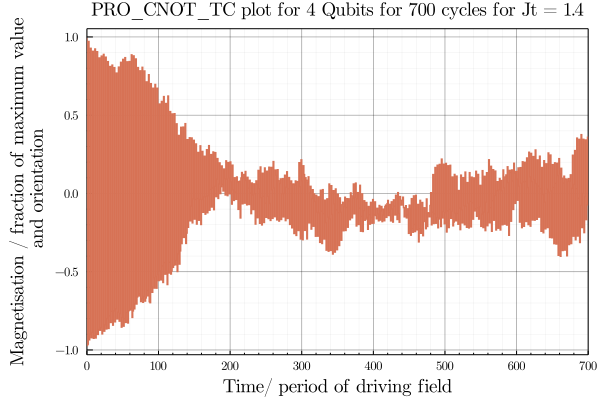 PRO_CNOT_TC plot for 4 Qubits for 700 cycles for Jt = 1.4
Magnetisation / fraction of maximum value
and orientation
1.0
0.5
0.0
−0.5
−1.0
0 100 200 300 400 500 600 700
Time/ period of driving field